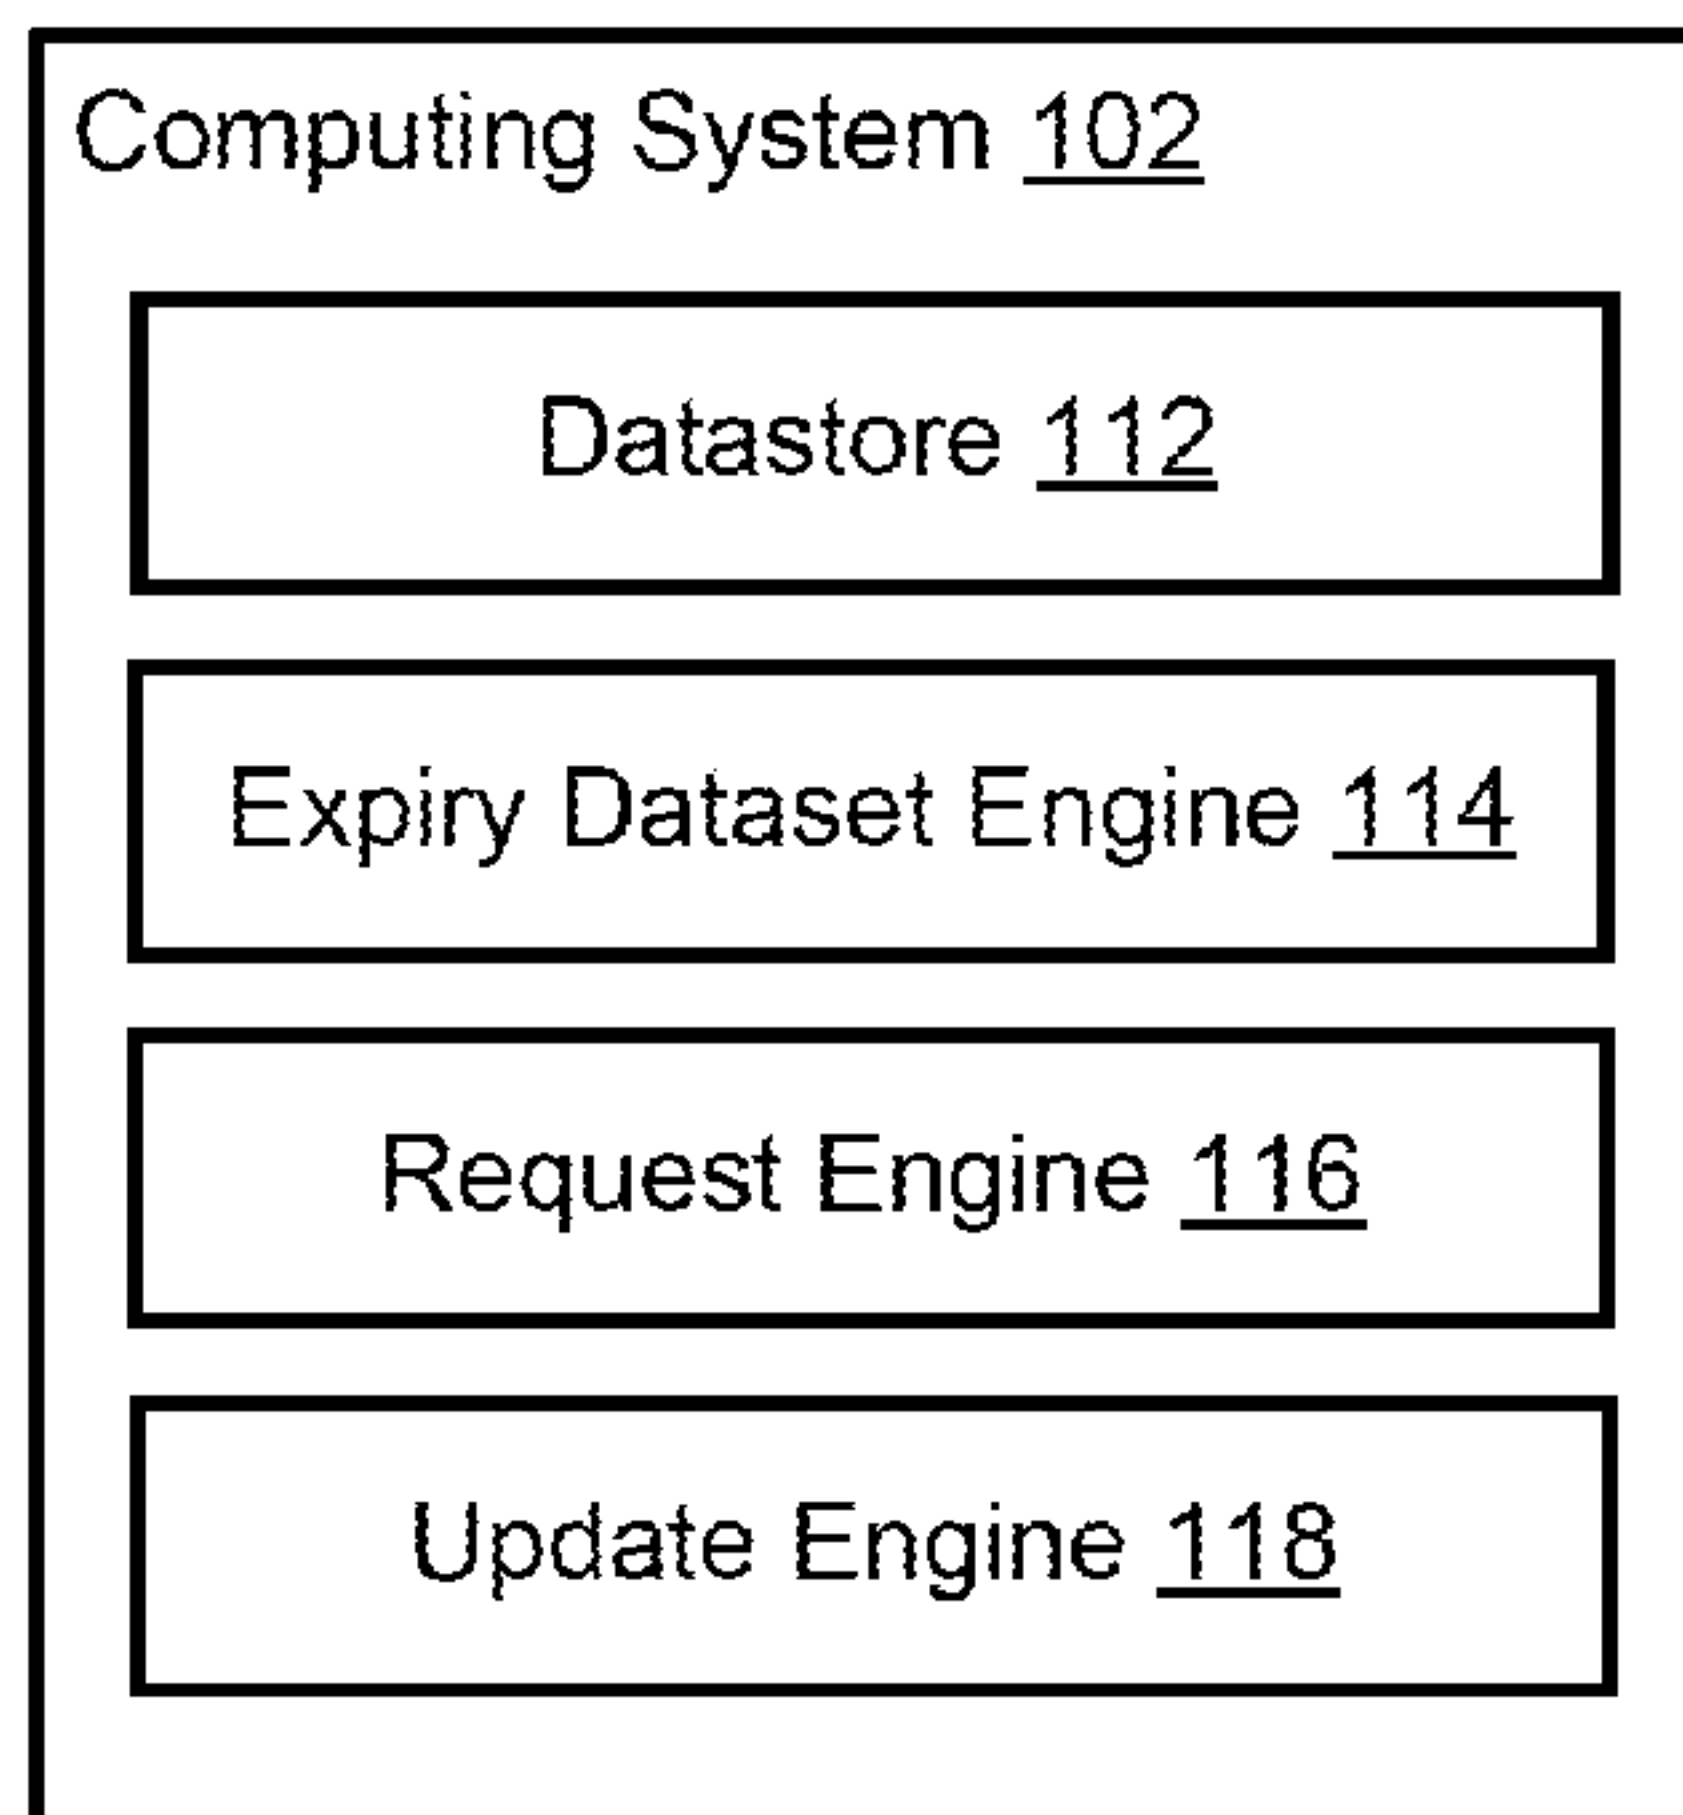 Computing System 102
Datastore 112
Expiry Dataset Engine 114
Request Engine 116
Update Engine 118